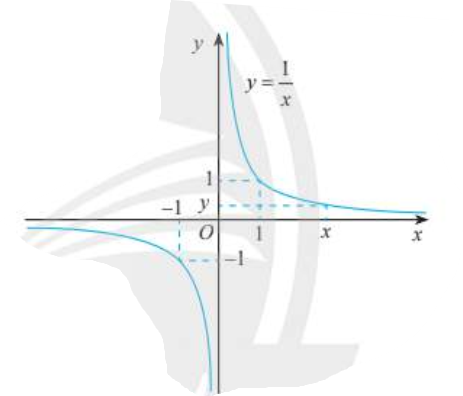 y
y = 1/x
1
−1 y
O 1 x x
−1